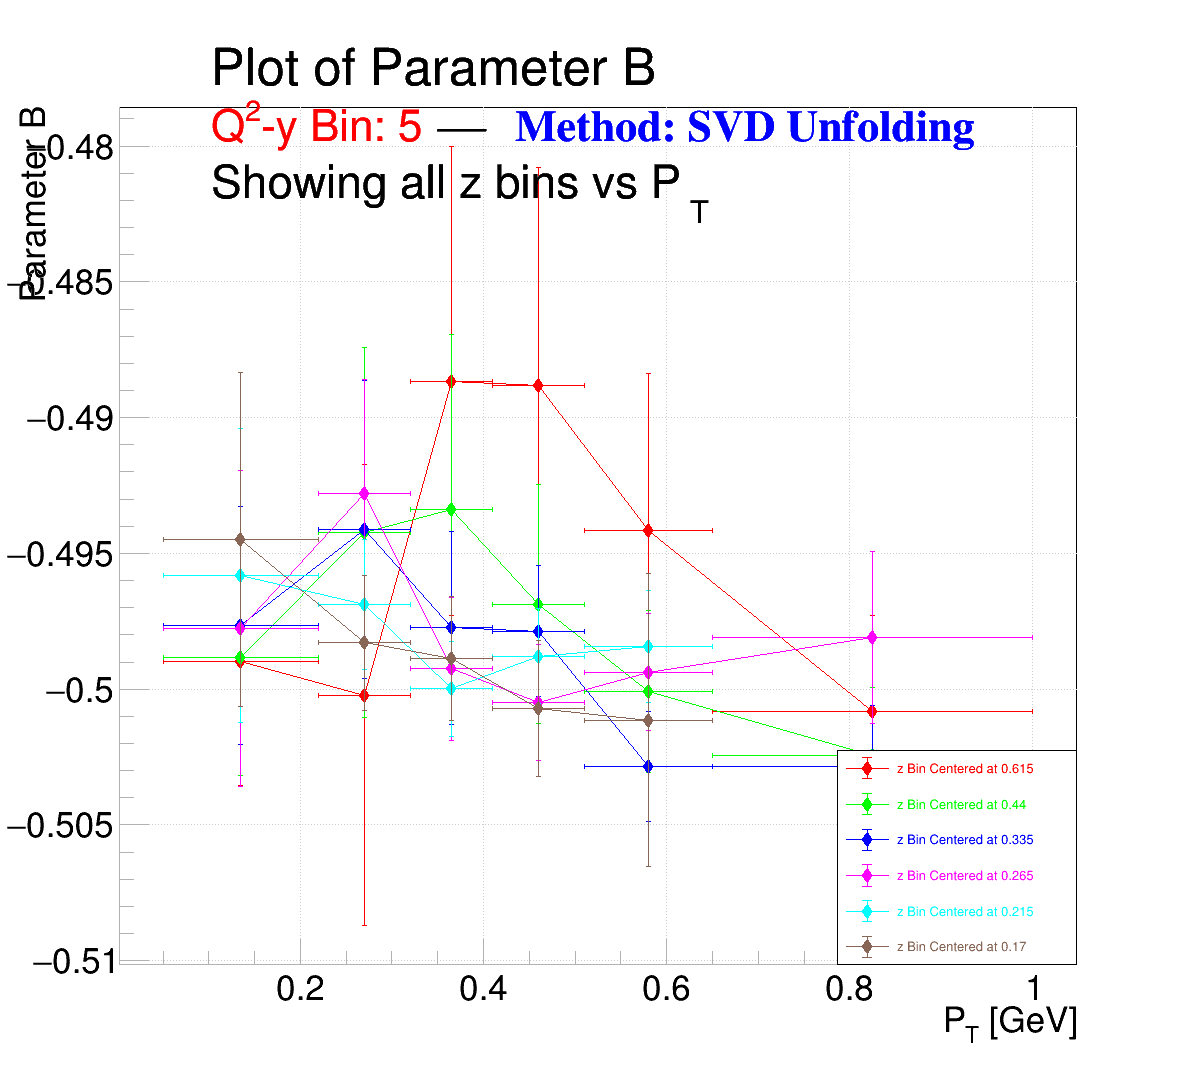 Plot of Parameter B
Q²-y Bin: 5 — Method: SVD Unfolding
Showing all z bins vs P_T
Parameter B
−0.48
−0.485
−0.49
−0.495
−0.5
−0.505
−0.51
z Bin Centered at 0.615
z Bin Centered at 0.44
z Bin Centered at 0.335
z Bin Centered at 0.265
z Bin Centered at 0.215
z Bin Centered at 0.17
0.2 0.4 0.6 0.8 1
P_T [GeV]